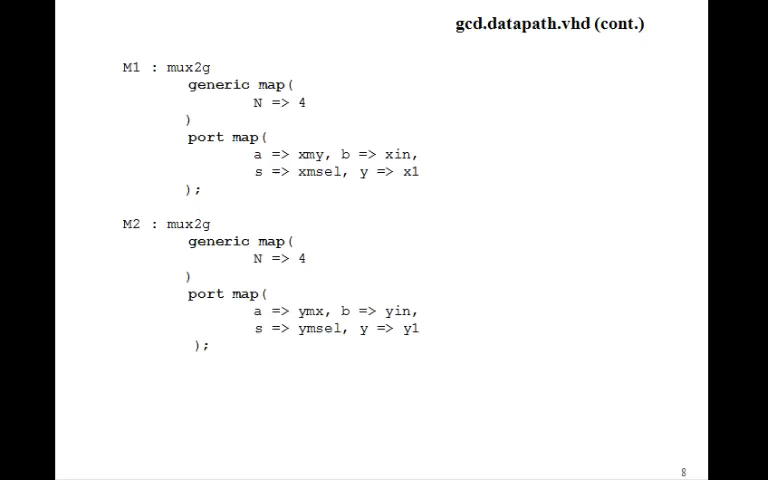 gcd.datapath.vhd (cont.)
M1 : mux2g
generic map(
N => 4
)
port map(
a => xmy, b => xin,
s => xmsel, y => x1
);
M2 : mux2g
generic map(
N => 4
)
port map(
a => ymx, b => yin,
s => ymsel, y => y1
);
8